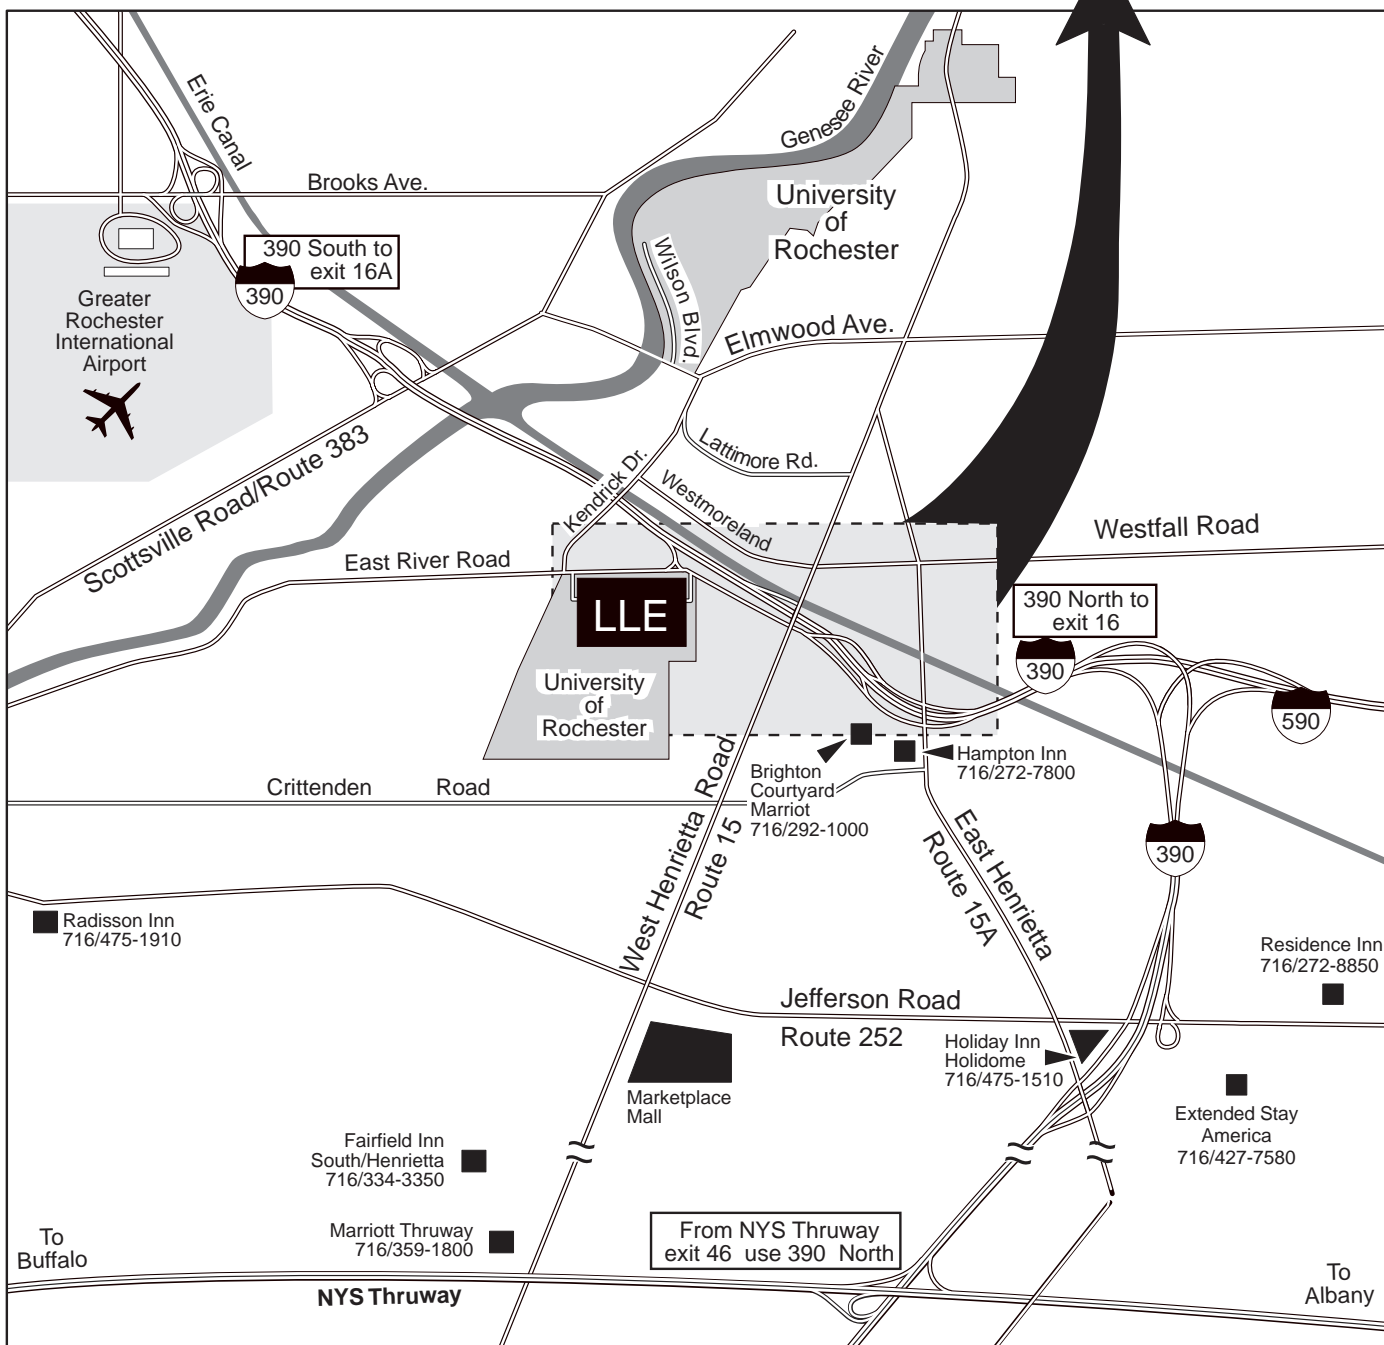 Erie Canal
Genesee River
Brooks Ave.
University
of
Rochester
390 South to
exit 16A
390
Wilson Blvd.
Greater
Rochester
International
Airport
Elmwood Ave.
Scottsville Road/Route 383
Kendrick Dr.
Lattimore Rd.
Westmoreland
Westfall Road
East River Road
LLE
390 North to
exit 16
390
590
University
of
Rochester
Hampton Inn
716/272-7800
Brighton
Courtyard
Marriot
716/292-1000
Crittenden Road
West Henrietta Road
Route 15
East Henrietta
Route 15A
390
Radisson Inn
716/475-1910
Residence Inn
716/272-8850
Jefferson Road
Route 252
Holiday Inn
Holidome
716/475-1510
Marketplace
Mall
Extended Stay
America
716/427-7580
Fairfield Inn
South/Henrietta
716/334-3350
Marriott Thruway
716/359-1800
From NYS Thruway
exit 46 use 390 North
To
Buffalo
NYS Thruway
To
Albany